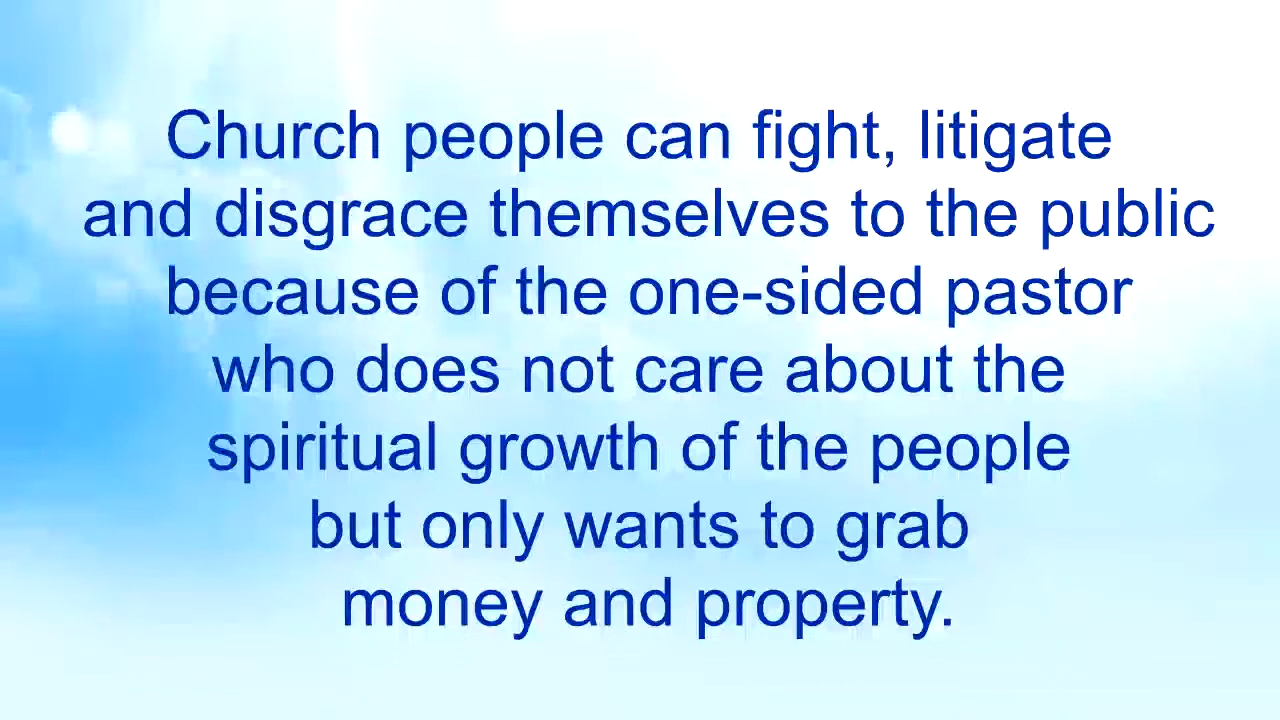 Church people can fight, litigate
and disgrace themselves to the public
because of the one-sided pastor
who does not care about the
spiritual growth of the people
but only wants to grab
money and property.